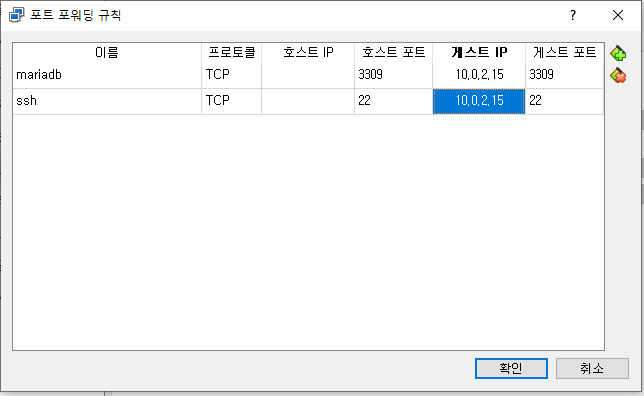 포트 포워딩 규칙
이름 프로토콜 호스트 IP 호스트 포트 게스트 IP 게스트 포트
mariadb TCP 3309 10.0.2.15 3309
ssh TCP 22 10.0.2.15 22
확인 취소